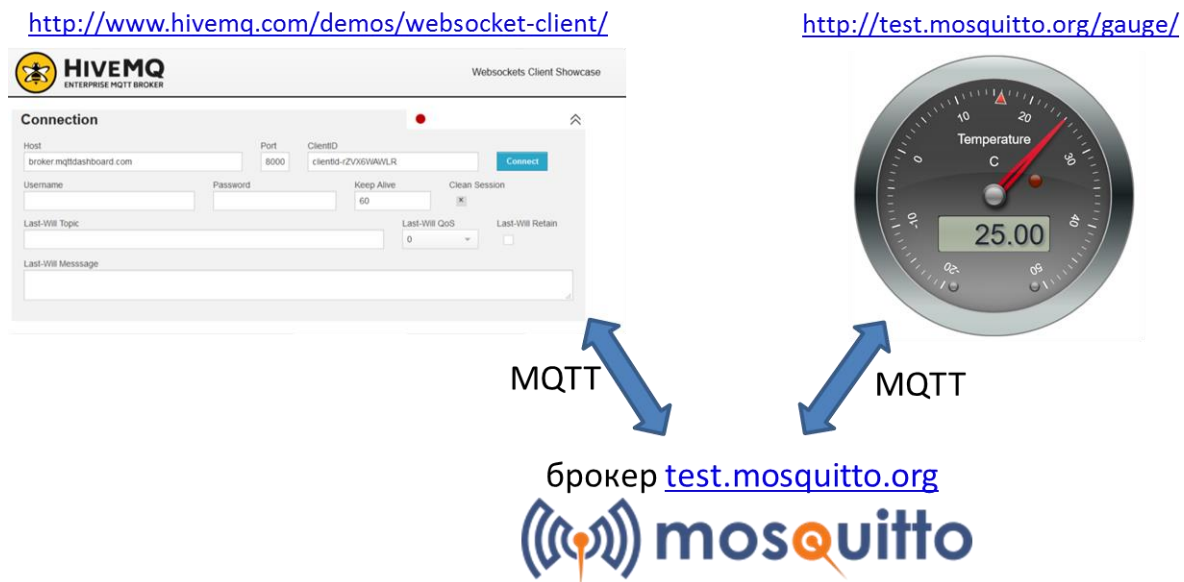 http://www.hivemq.com/demos/websocket-client/
HIVEMQ
ENTERPRISE MQTT BROKER
Websockets Client Showcase
Connection
Host
Port
ClientID
broker.mqttdashboard.com
8000
clientId-rZVX6WAWLR
Connect
Username
Password
Keep Alive
Clean Session
60
Last-Will Topic
Last-Will QoS
Last-Will Retain
0
Last-Will Messsage
http://test.mosquitto.org/gauge/
-20
-10
0
10
20
30
40
50
Temperature
C
25.00
MQTT
MQTT
брокер test.mosquitto.org
mosquitto